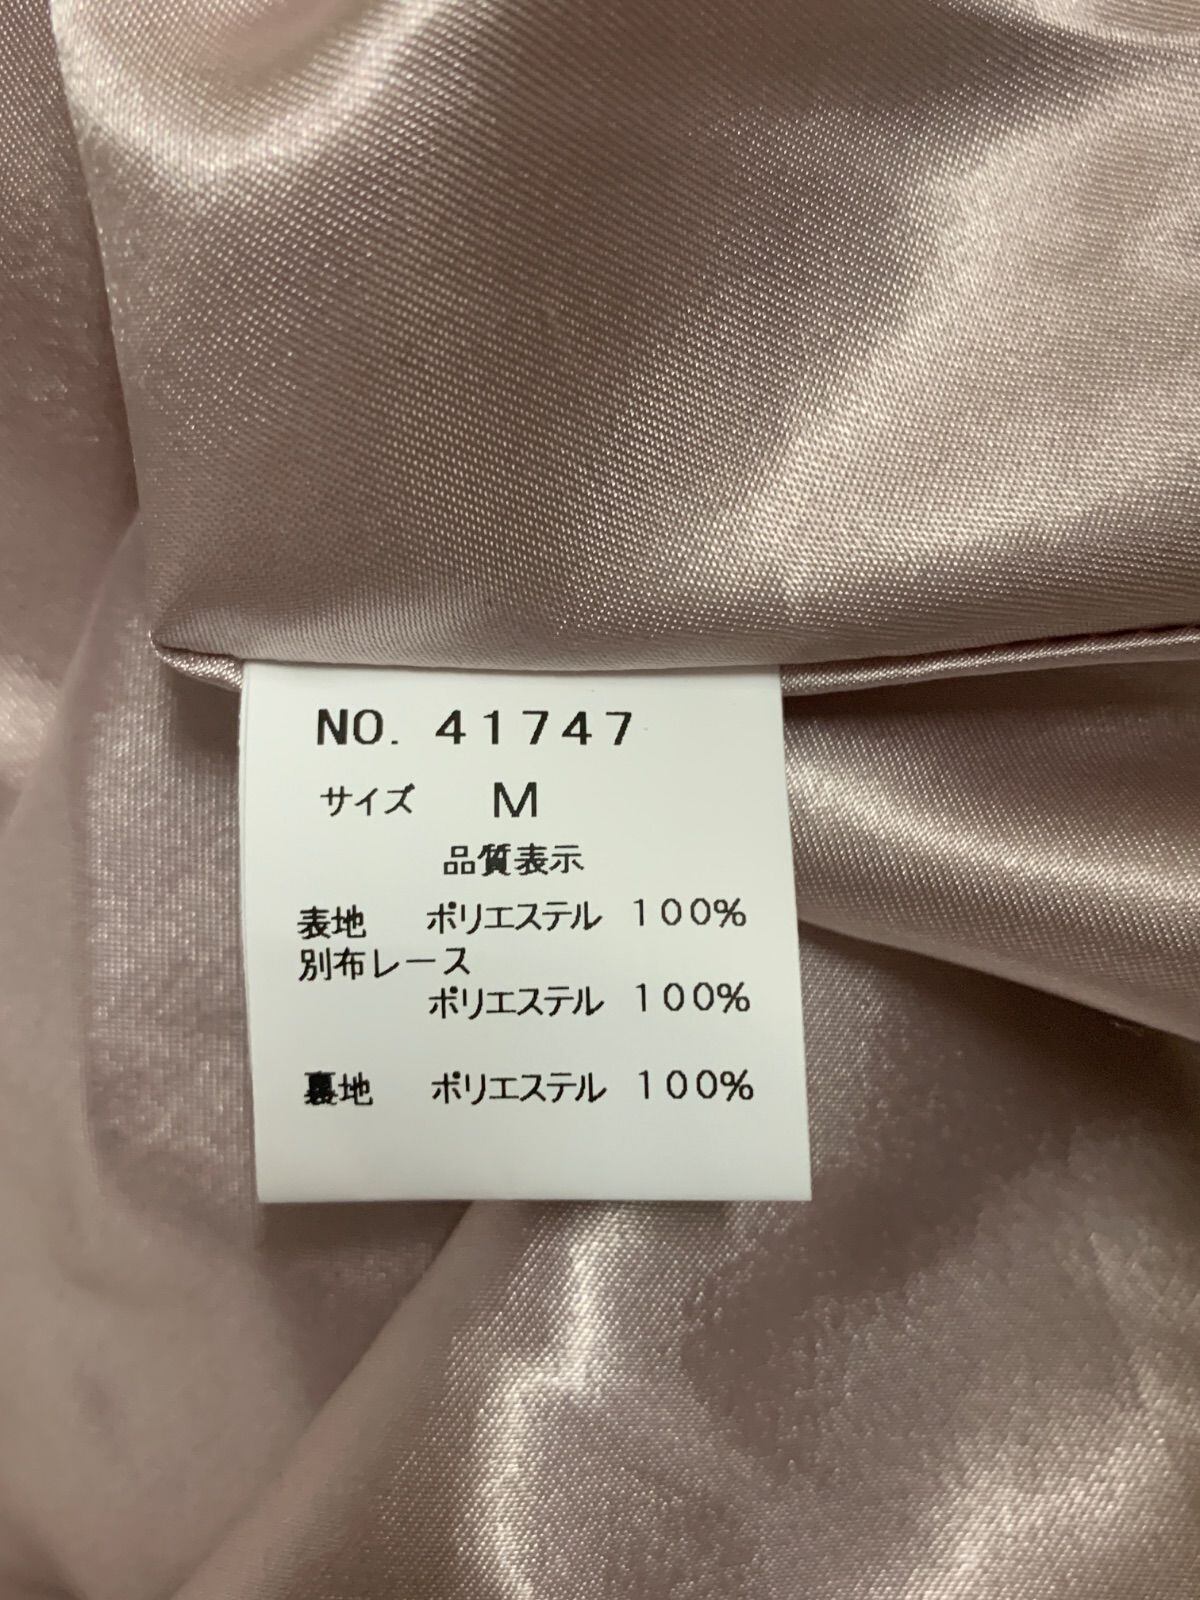 NO. 41747
サイズ M
品質表示
表地 ポリエステル 100%
別布レース
ポリエステル 100%
裏地 ポリエステル 100%